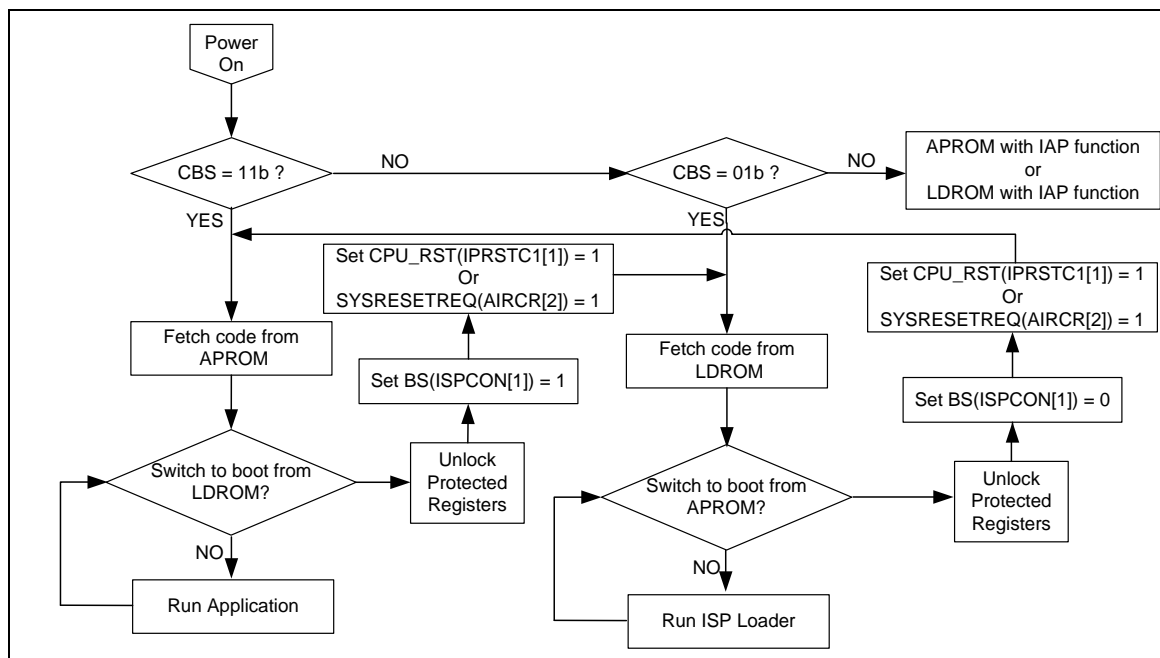 Power
On
CBS = 11b ?
NO
CBS = 01b ?
NO
APROM with IAP function
or
LDROM with IAP function
YES
YES
Set CPU_RST(IPRSTC1[1]) = 1
Or
SYSRESETREQ(AIRCR[2]) = 1
Set CPU_RST(IPRSTC1[1]) = 1
Or
SYSRESETREQ(AIRCR[2]) = 1
Fetch code from
APROM
Fetch code from
LDROM
Set BS(ISPCON[1]) = 1
Set BS(ISPCON[1]) = 0
Switch to boot from
LDROM?
Unlock
Protected
Registers
Switch to boot from
APROM?
Unlock
Protected
Registers
NO
NO
Run Application
Run ISP Loader